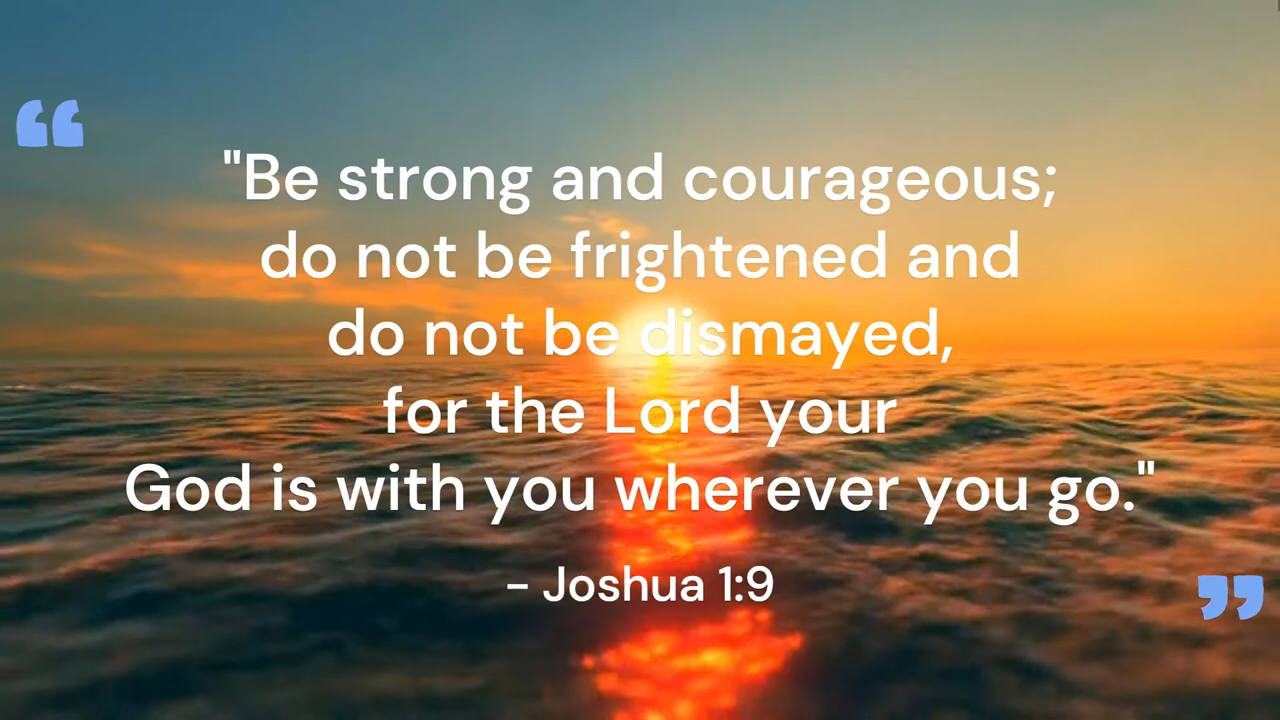 "Be strong and courageous;
do not be frightened and
do not be dismayed,
for the Lord your
God is with you wherever you go."
– Joshua 1:9